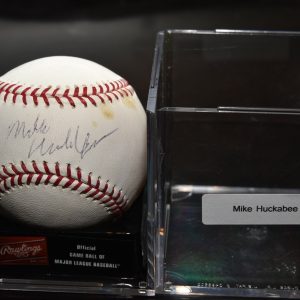 Mike Huckabee
Rawlings
Official
GAME BALL OF
MAJOR LEAGUE BASEBALL®
Mike Huckabee